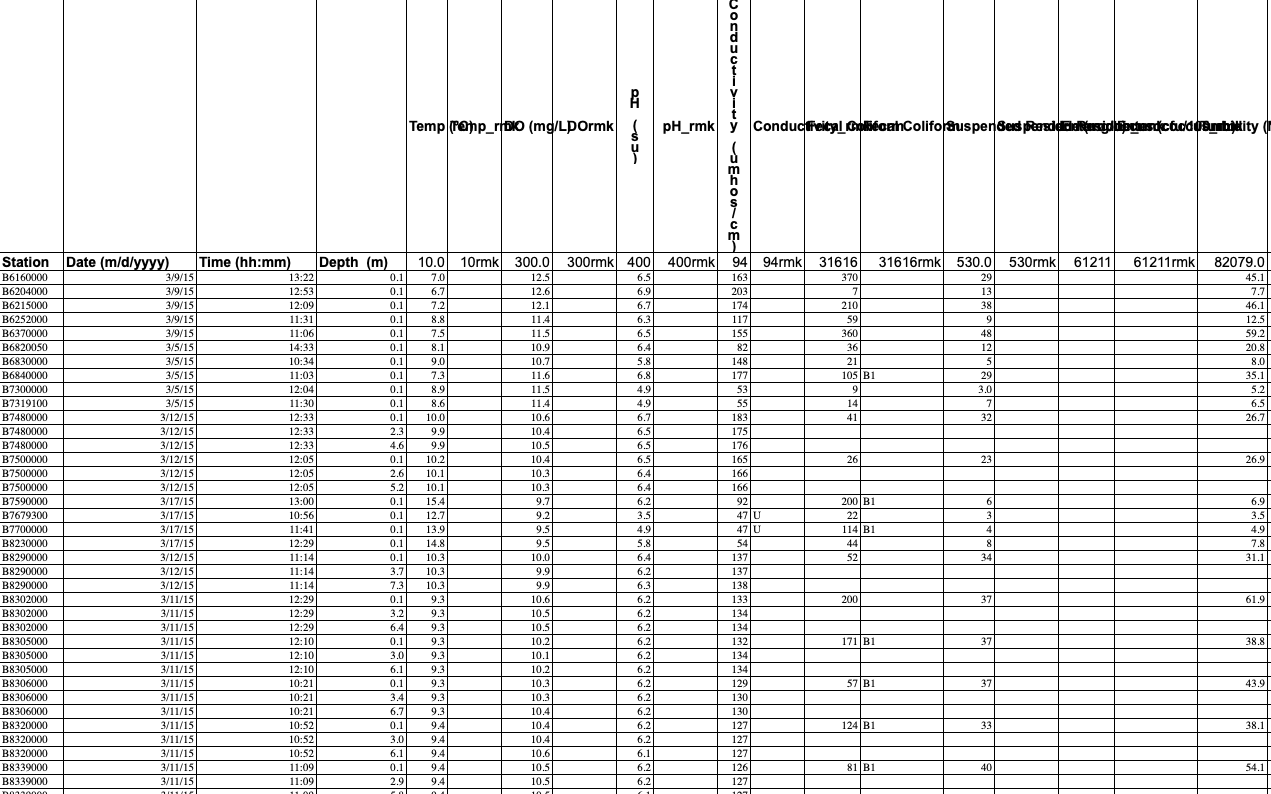 Temp (°C) Temp_rmk DO (mg/L) DOrmk pH (su) pH_rmk Conductivity (umhos/cm)
Station Date (m/d/yyyy) Time (hh:mm) Depth (m) 10.0 10rmk 300.0 300rmk 400 400rmk 94 94rmk 31616 31616rmk 530.0 530rmk 61211 61211rmk 82079.0
B6160000 3/9/15 13:22 0.1 7.0 12.5 6.5 163 370 29 45.1
B6204000 3/9/15 12:53 0.1 6.7 12.6 6.9 203 7 13 7.7
B6215000 3/9/15 12:09 0.1 7.2 12.1 6.7 174 210 38 46.1
B6252000 3/9/15 11:31 0.1 8.8 11.4 6.3 117 59 9 12.5
B6370000 3/9/15 11:06 0.1 7.5 11.5 6.5 155 360 48 59.2
B6820050 3/5/15 14:33 0.1 8.1 10.9 6.4 82 36 12 20.8
B6830000 3/5/15 10:34 0.1 9.0 10.7 5.8 148 21 5 8.0
B6840000 3/5/15 11:03 0.1 7.3 11.6 6.8 177 105 B1 29 35.1
B7300000 3/5/15 12:04 0.1 8.9 11.5 4.9 53 9 3.0 5.2
B7319100 3/5/15 11:30 0.1 8.6 11.4 4.9 55 14 7 6.5
B7480000 3/12/15 12:33 0.1 10.0 10.6 6.7 183 41 32 26.7
B7480000 3/12/15 12:33 2.3 9.9 10.4 6.5 175
B7480000 3/12/15 12:33 4.6 9.9 10.5 6.5 176
B7500000 3/12/15 12:05 0.1 10.2 10.4 6.5 165 26 23 26.9
B7500000 3/12/15 12:05 2.6 10.1 10.3 6.4 166
B7500000 3/12/15 12:05 5.2 10.1 10.3 6.4 166
B7590000 3/17/15 13:00 0.1 15.4 9.7 6.2 92 200 B1 6 6.9
B7679300 3/17/15 10:56 0.1 12.7 9.2 3.5 47 U 22 3 3.5
B7700000 3/17/15 11:41 0.1 13.9 9.5 4.9 47 U 114 B1 4 4.9
B8230000 3/17/15 12:29 0.1 14.8 9.5 5.8 54 44 8 7.8
B8290000 3/12/15 11:14 0.1 10.3 10.0 6.4 137 52 34 31.1
B8290000 3/12/15 11:14 3.7 10.3 9.9 6.2 137
B8290000 3/12/15 11:14 7.3 10.3 9.9 6.3 138
B8302000 3/11/15 12:29 0.1 9.3 10.6 6.2 133 200 37 61.9
B8302000 3/11/15 12:29 3.2 9.3 10.5 6.2 134
B8302000 3/11/15 12:29 6.4 9.3 10.5 6.2 134
B8305000 3/11/15 12:10 0.1 9.3 10.2 6.2 132 171 B1 37 38.8
B8305000 3/11/15 12:10 3.0 9.3 10.1 6.2 134
B8305000 3/11/15 12:10 6.1 9.3 10.2 6.2 134
B8306000 3/11/15 10:21 0.1 9.3 10.3 6.2 129 57 B1 37 43.9
B8306000 3/11/15 10:21 3.4 9.3 10.3 6.2 130
B8306000 3/11/15 10:21 6.7 9.3 10.4 6.2 130
B8320000 3/11/15 10:52 0.1 9.4 10.4 6.2 127 124 B1 33 38.1
B8320000 3/11/15 10:52 3.0 9.4 10.4 6.2 127
B8320000 3/11/15 10:52 6.1 9.4 10.6 6.1 127
B8339000 3/11/15 11:09 0.1 9.4 10.5 6.2 126 81 B1 40 54.1
B8339000 3/11/15 11:09 2.9 9.4 10.5 6.2 127